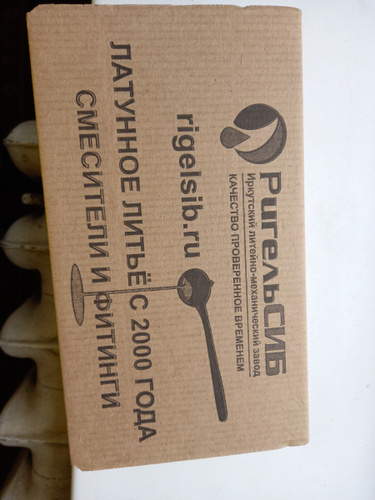 РигельСИБ
Иркутский литейно-механический завод
КАЧЕСТВО ПРОВЕРЕННОЕ ВРЕМЕНЕМ
rigelsib.ru
ЛАТУННОЕ ЛИТЬЁ С 2000 ГОДА
СМЕСИТЕЛИ И ФИТИНГИ